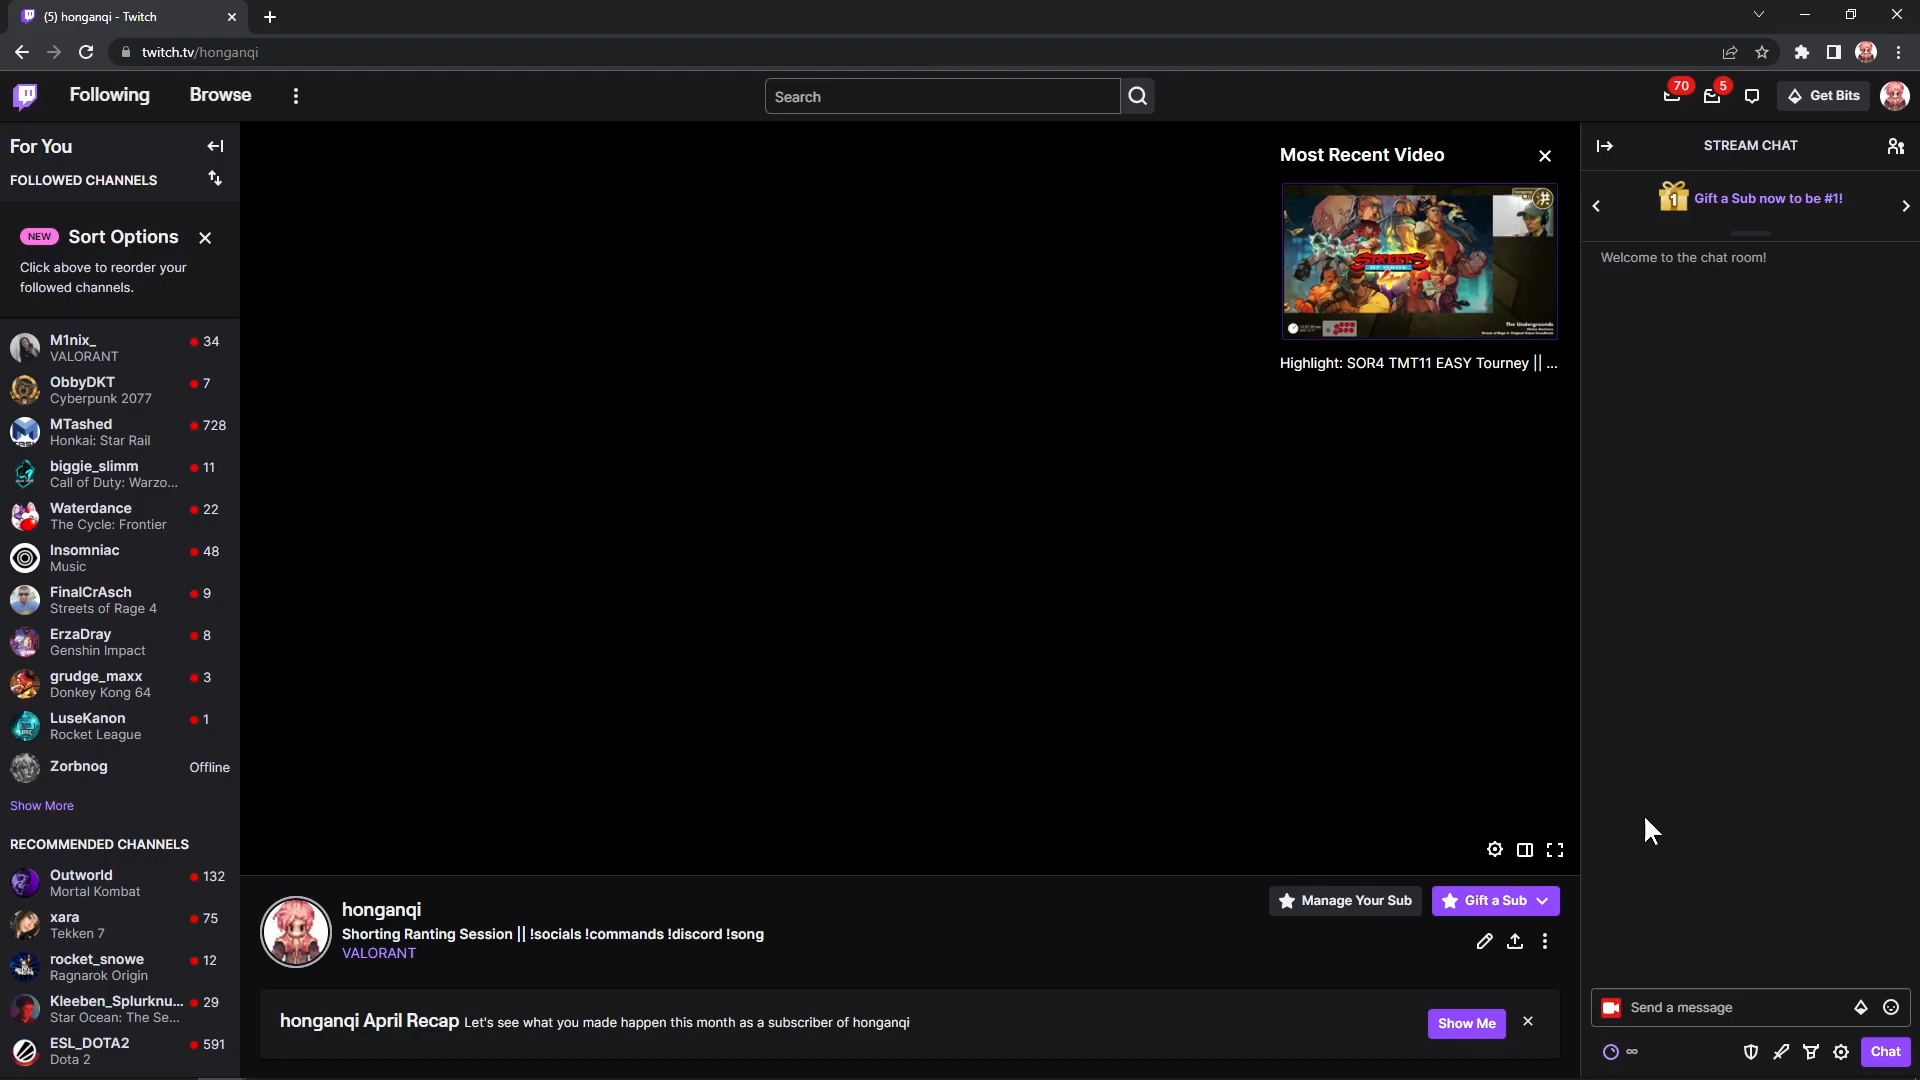 (5) honganqi - Twitch
twitch.tv/honganqi
Following
Browse
Search
70
5
Get Bits
For You
FOLLOWED CHANNELS
NEW Sort Options
Click above to reorder your
followed channels.
M1nix_ 34
VALORANT
ObbyDKT 7
Cyberpunk 2077
MTashed 728
Honkai: Star Rail
biggie_slimm 11
Call of Duty: Warzo...
Waterdance 22
The Cycle: Frontier
Insomniac 48
Music
FinalCrAsch 9
Streets of Rage 4
ErzaDray 8
Genshin Impact
grudge_maxx 3
Donkey Kong 64
LuseKanon 1
Rocket League
Zorbnog Offline
Show More
RECOMMENDED CHANNELS
Outworld 132
Mortal Kombat
xara 75
Tekken 7
rocket_snowe 12
Ragnarok Origin
Kleeben_Splurknu... 29
Star Ocean: The Se...
ESL_DOTA2 591
Dota 2
Most Recent Video
STREETS
The Undergrounds
Highlight: SOR4 TMT11 EASY Tourney || ...
honganqi
Shorting Ranting Session || !socials !commands !discord !song
VALORANT
Manage Your Sub
Gift a Sub
honganqi April Recap Let's see what you made happen this month as a subscriber of honganqi
Show Me
STREAM CHAT
1 Gift a Sub now to be #1!
Welcome to the chat room!
Send a message
∞
Chat